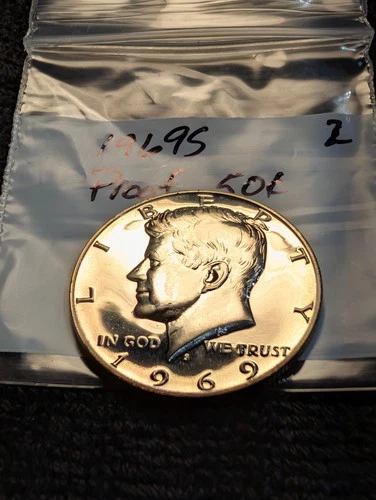 1969S 2
Proof 50¢
LIBERTY
IN GOD WE TRUST
S
1969